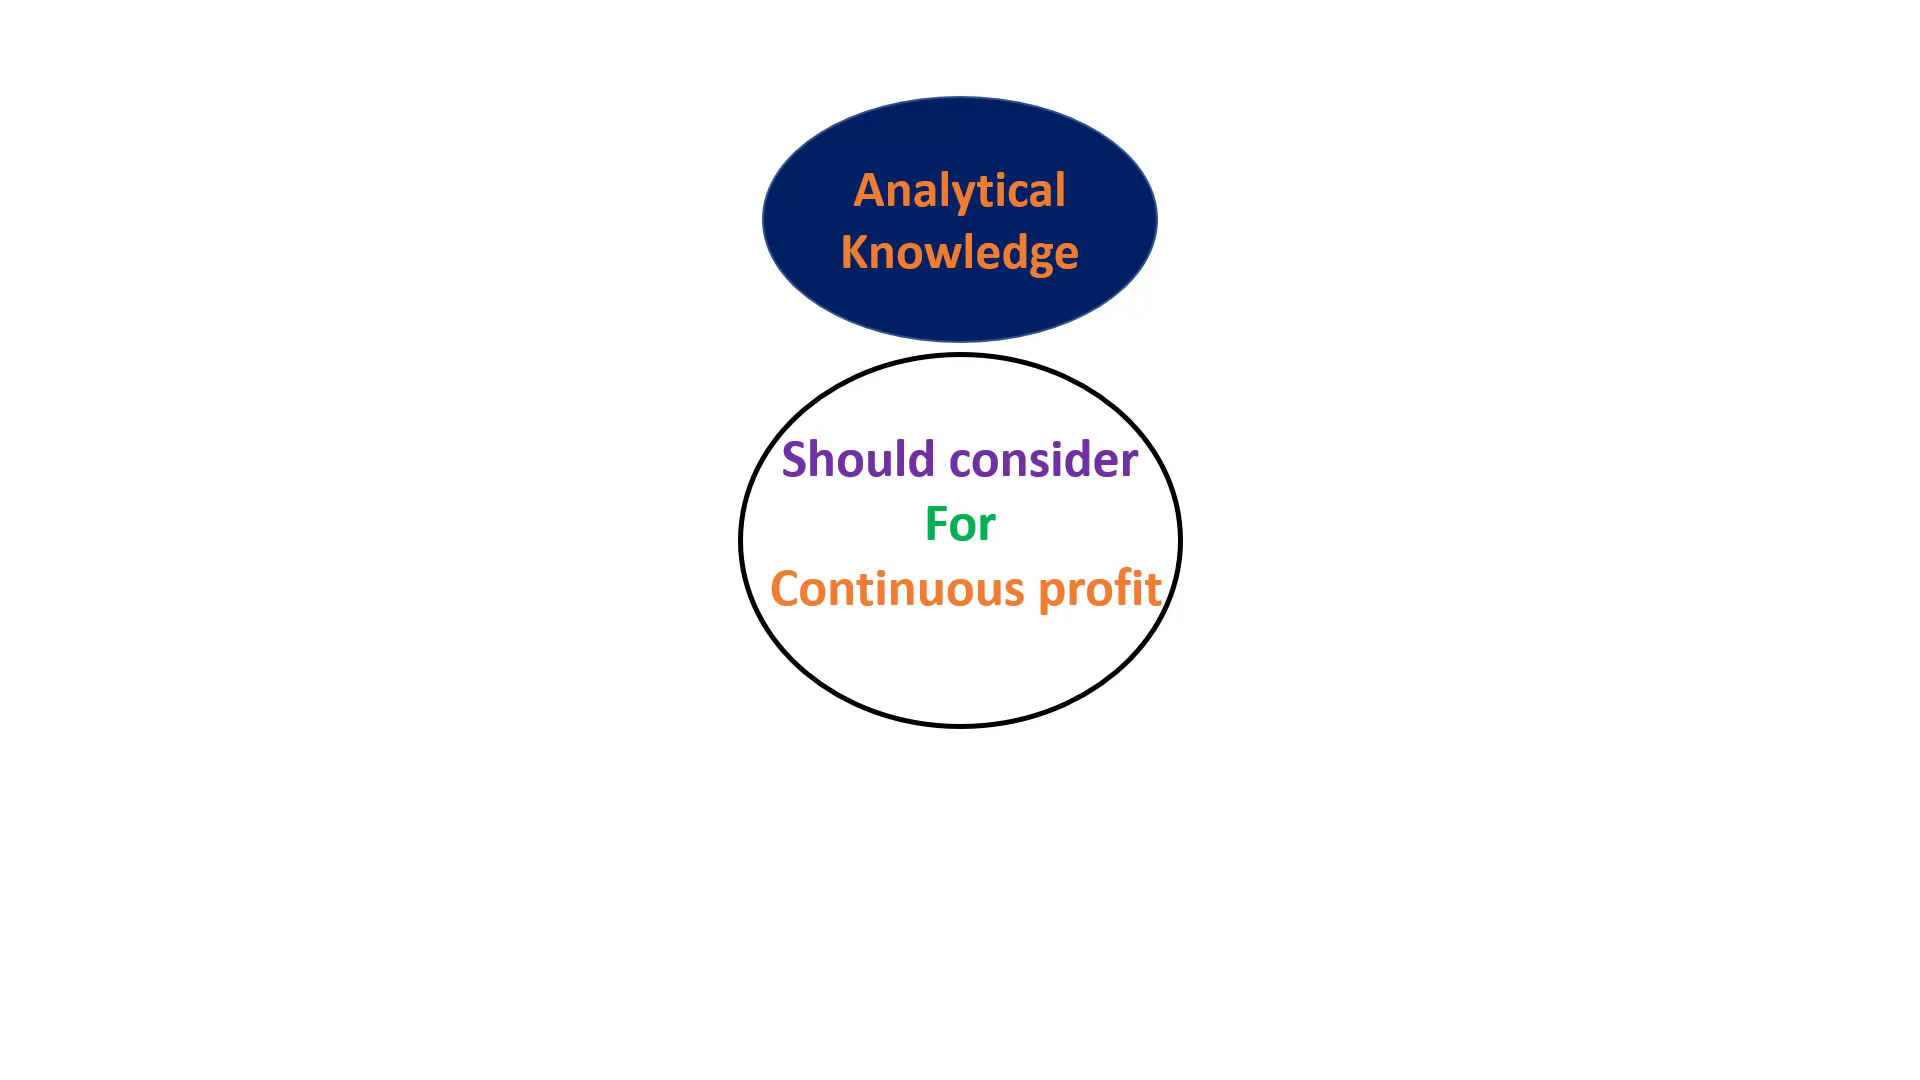 Analytical
Knowledge
Should consider
For
Continuous profit